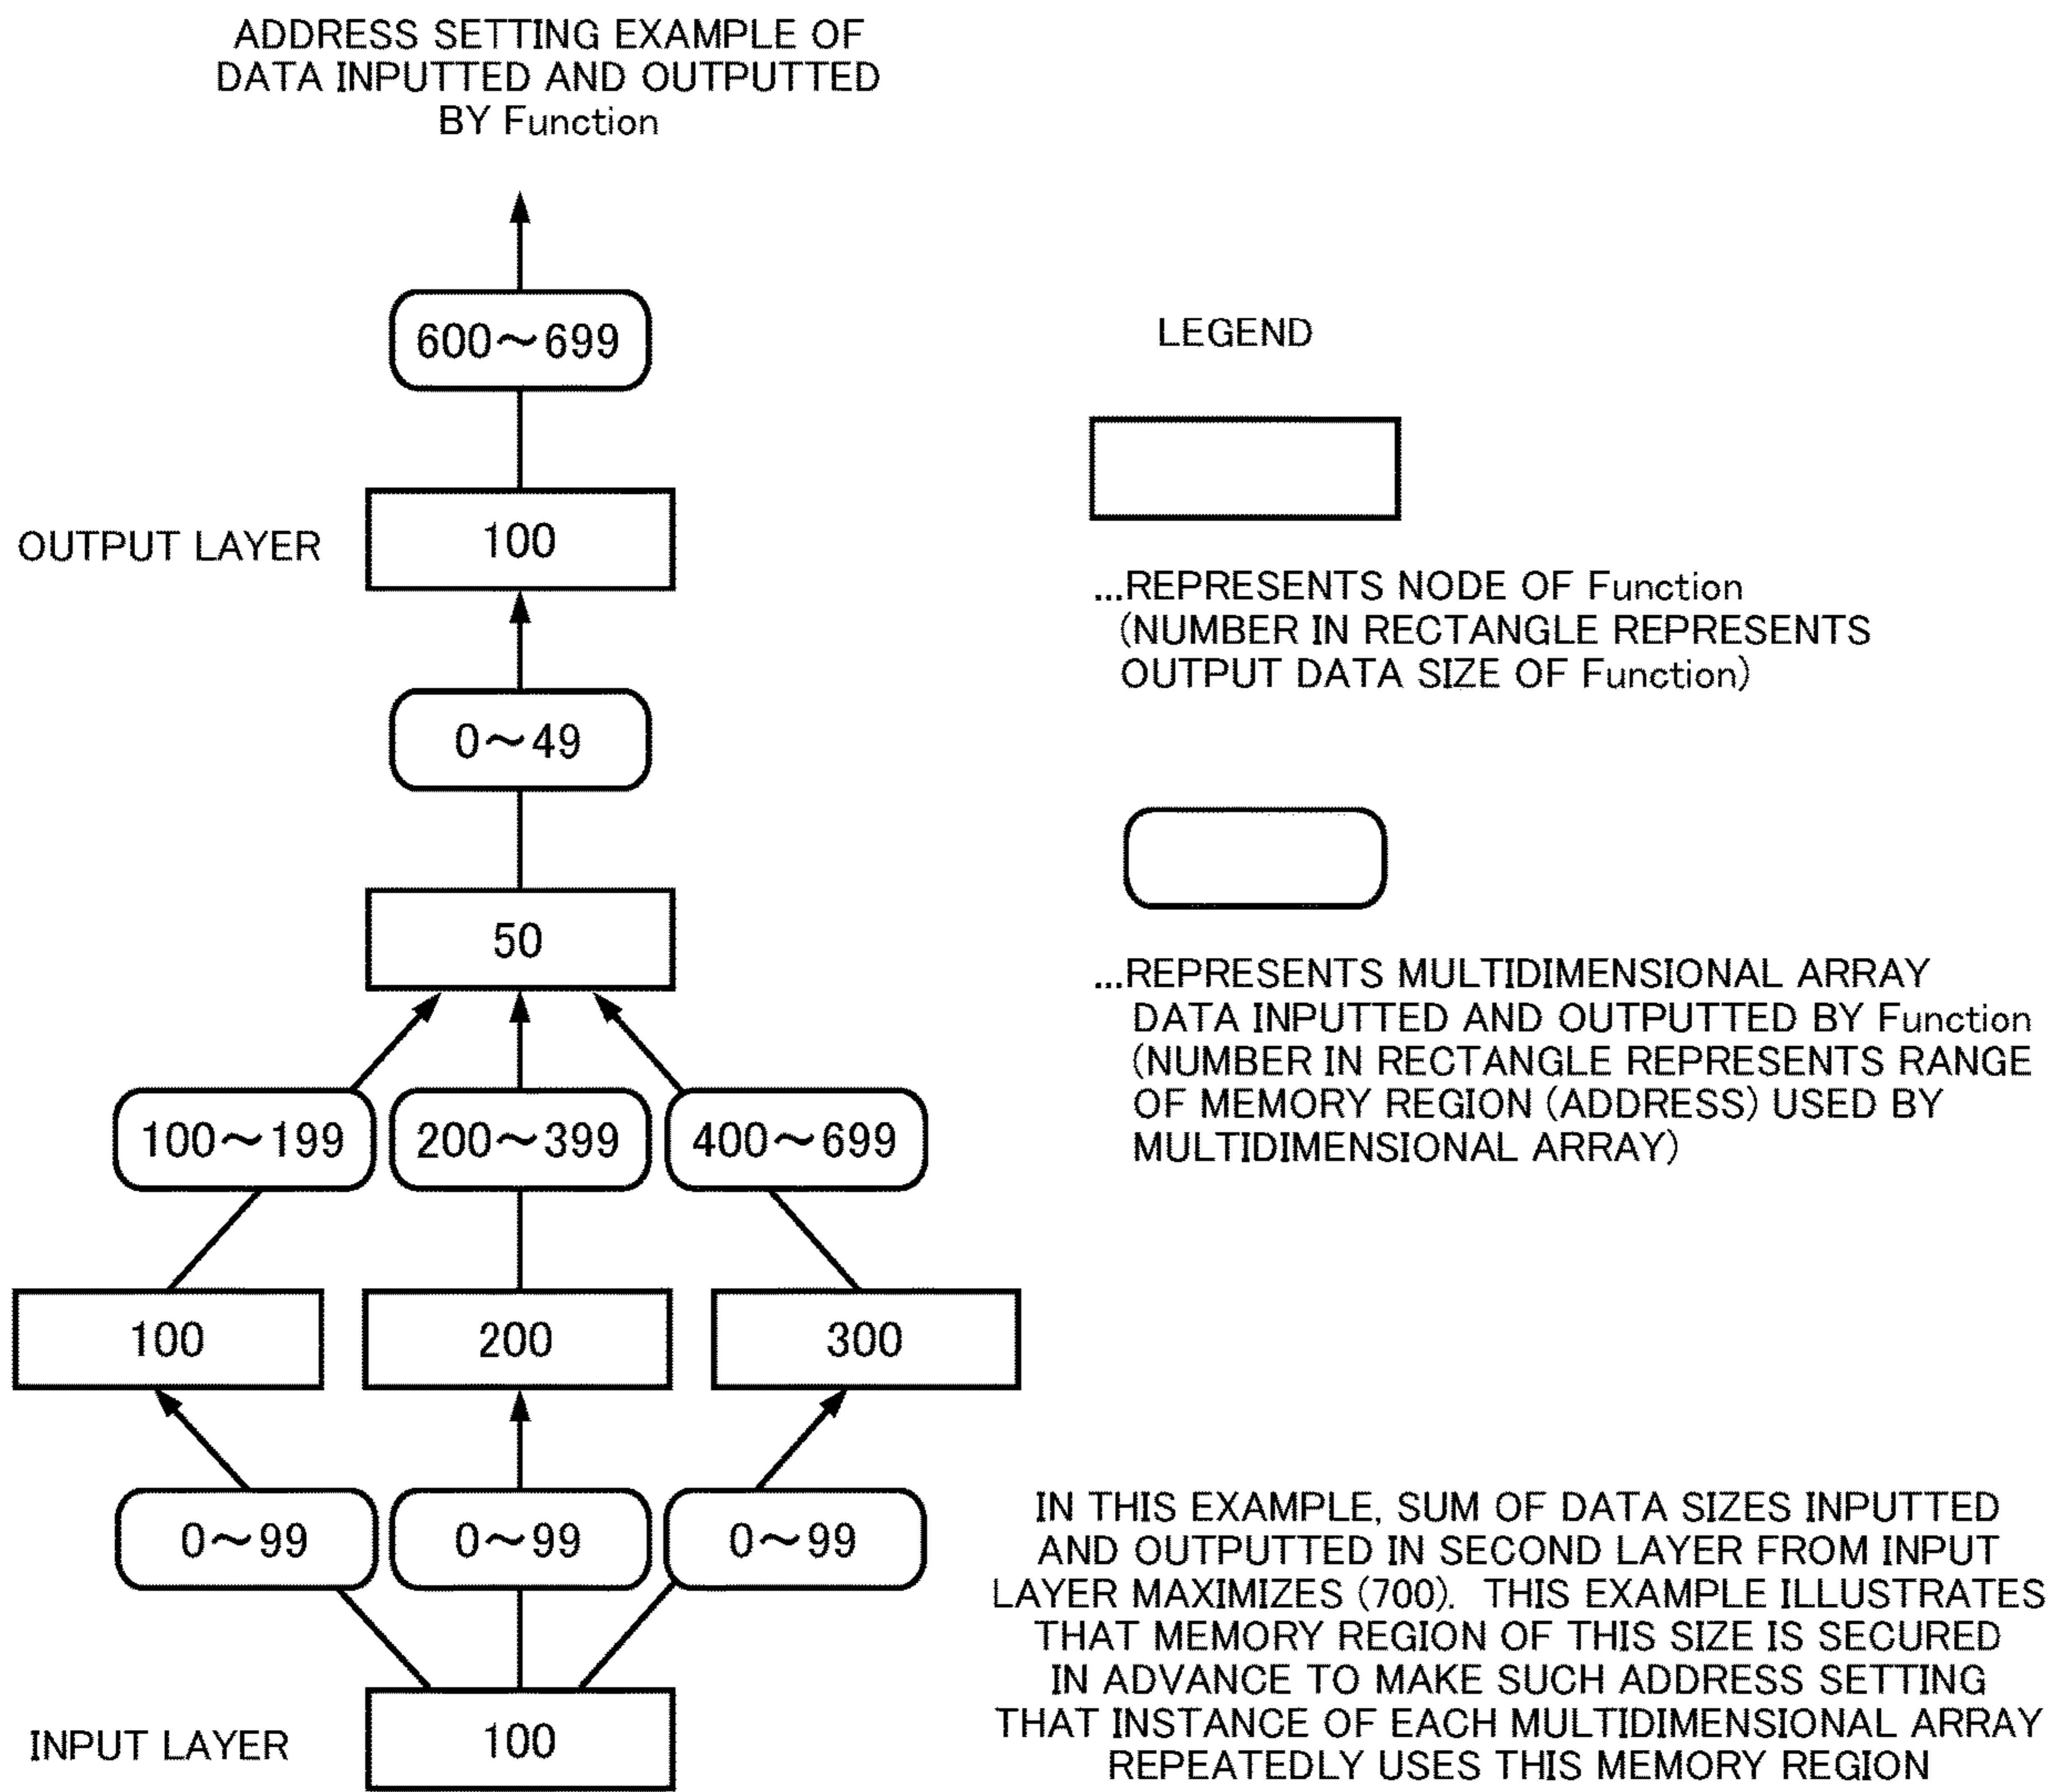 ADDRESS SETTING EXAMPLE OF
DATA INPUTTED AND OUTPUTTED
BY Function
600～699
OUTPUT LAYER
100
0～49
50
100～199
200～399
400～699
100
200
300
0～99
0～99
0～99
INPUT LAYER
100
LEGEND
...REPRESENTS NODE OF Function
(NUMBER IN RECTANGLE REPRESENTS
OUTPUT DATA SIZE OF Function)
...REPRESENTS MULTIDIMENSIONAL ARRAY
DATA INPUTTED AND OUTPUTTED BY Function
(NUMBER IN RECTANGLE REPRESENTS RANGE
OF MEMORY REGION (ADDRESS) USED BY
MULTIDIMENSIONAL ARRAY)
IN THIS EXAMPLE, SUM OF DATA SIZES INPUTTED
AND OUTPUTTED IN SECOND LAYER FROM INPUT
LAYER MAXIMIZES (700). THIS EXAMPLE ILLUSTRATES
THAT MEMORY REGION OF THIS SIZE IS SECURED
IN ADVANCE TO MAKE SUCH ADDRESS SETTING
THAT INSTANCE OF EACH MULTIDIMENSIONAL ARRAY
REPEATEDLY USES THIS MEMORY REGION